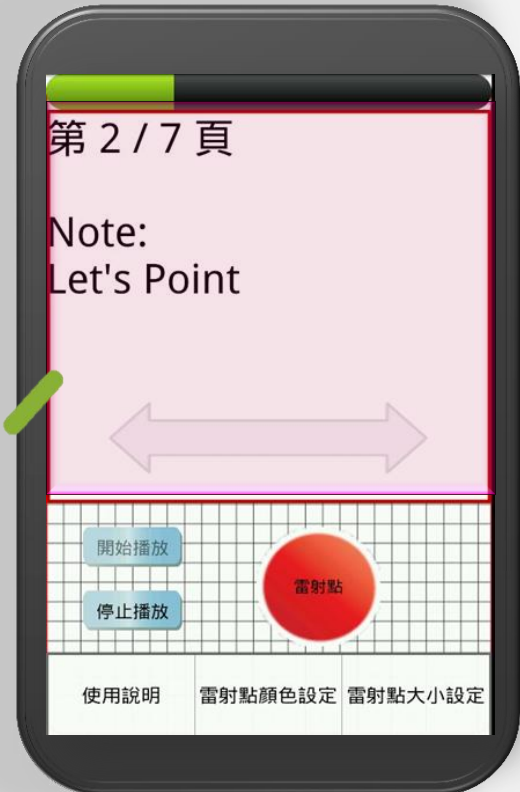 第 2 / 7 頁
Note:
Let's Point
開始播放
雷射點
停止播放
使用說明
雷射點顏色設定
雷射點大小設定